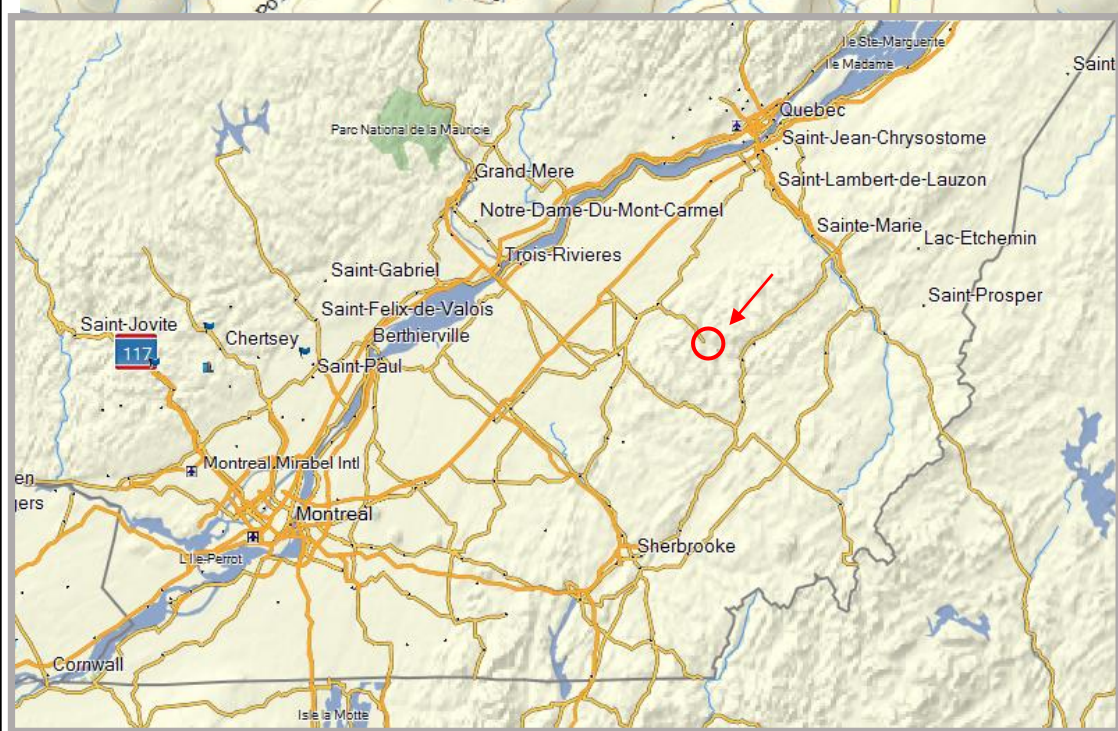 Ile Ste-Marguerite
Ile Madame
Saint
Quebec
Parc National de la Mauricie
Saint-Jean-Chrysostome
Grand-Mere
Saint-Lambert-de-Lauzon
Notre-Dame-Du-Mont-Carmel
Sainte-Marie
Lac-Etchemin
Trois-Rivieres
Saint-Gabriel
Saint-Prosper
Saint-Felix-de-Valois
Saint-Jovite
Chertsey
Berthierville
117
Saint-Paul
Montreal Mirabel Intl
en
gers
Montreal
Sherbrooke
L'Ile-Perrot
Cornwall
Isle la Motte